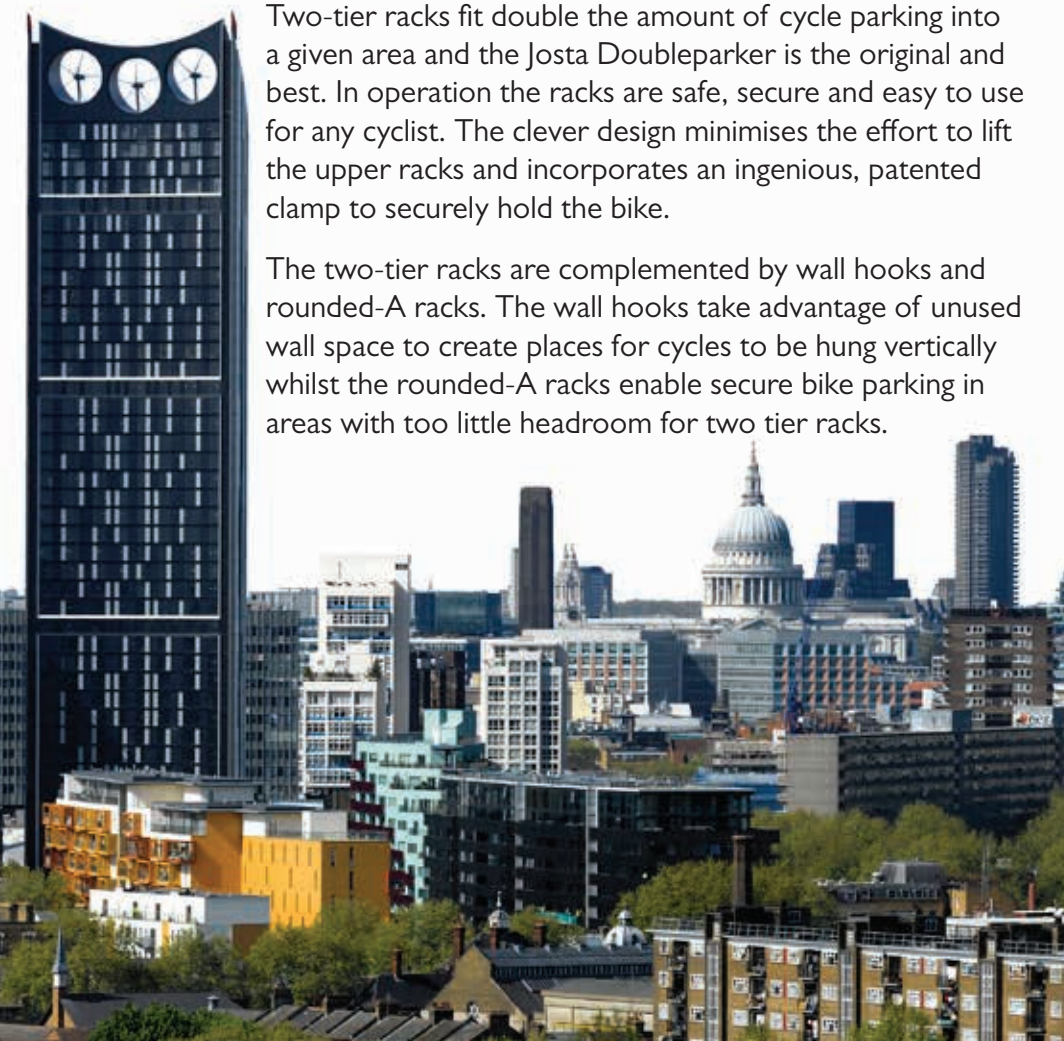 Two-tier racks fit double the amount of cycle parking into
a given area and the Josta Doubleparker is the original and
best. In operation the racks are safe, secure and easy to use
for any cyclist. The clever design minimises the effort to lift
the upper racks and incorporates an ingenious, patented
clamp to securely hold the bike.
The two-tier racks are complemented by wall hooks and
rounded-A racks. The wall hooks take advantage of unused
wall space to create places for cycles to be hung vertically
whilst the rounded-A racks enable secure bike parking in
areas with too little headroom for two tier racks.